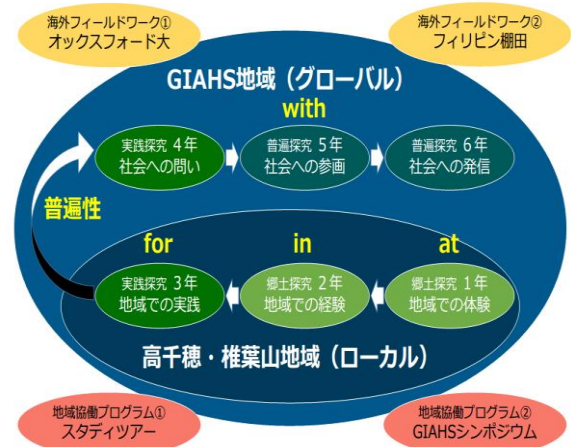 海外フィールドワーク①
オックスフォード大
海外フィールドワーク②
フィリピン棚田
GIAHS地域（グローバル）
with
実践探究 4年
社会への問い
普遍探究 5年
社会への参画
普遍探究 6年
社会への発信
普遍性
for
in
at
実践探究 3年
地域での実践
郷土探究 2年
地域での経験
郷土探究 1年
地域での体験
高千穂・椎葉山地域（ローカル）
地域協働プログラム①
スタディツアー
地域協働プログラム②
GIAHSシンポジウム